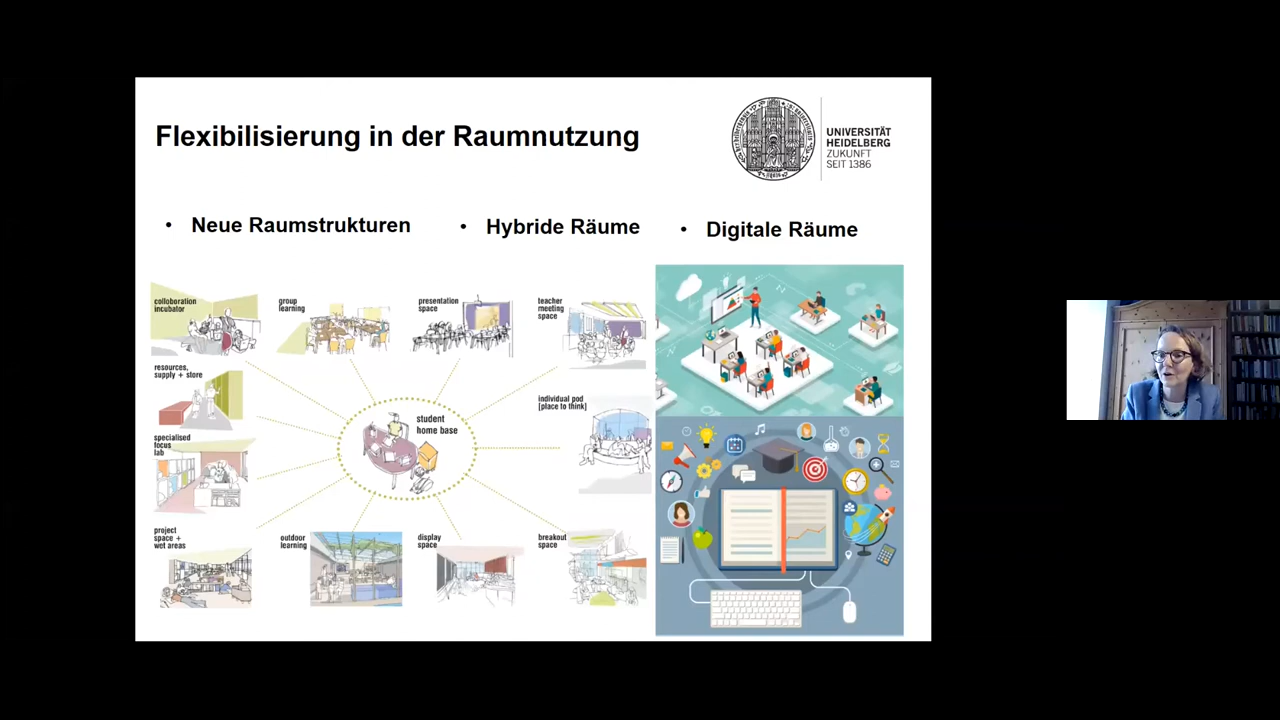 Flexibilisierung in der Raumnutzung
UNIVERSITÄT
HEIDELBERG
ZUKUNFT
SEIT 1386
• Neue Raumstrukturen
• Hybride Räume
• Digitale Räume
collaboration
incubator
group
learning
presentation
space
teacher
meeting
space
resources,
supply + store
individual pod
[place to think]
student
home base
specialised
focus
lab
project
space +
wet areas
outdoor
learning
display
space
breakout
space